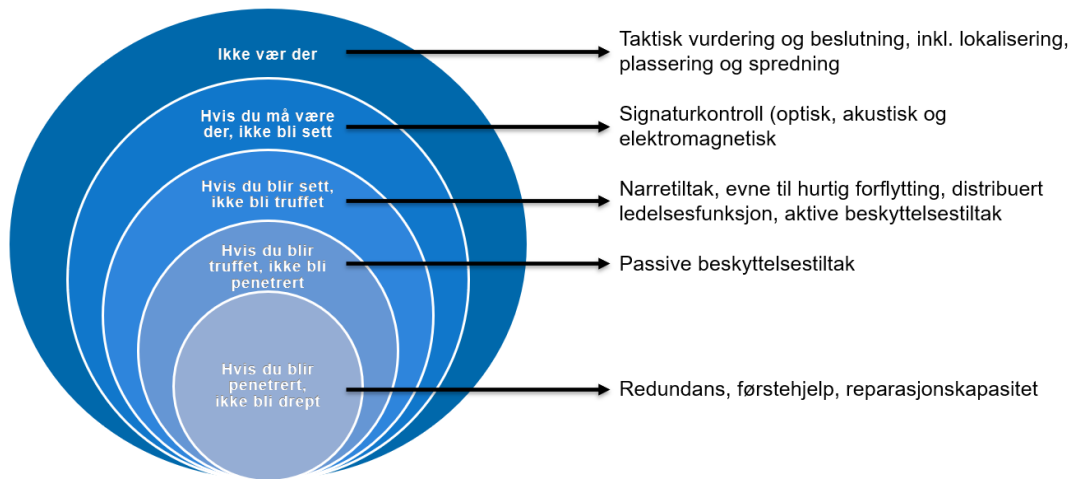 Ikke vær der
Taktisk vurdering og beslutning, inkl. lokalisering,
plassering og spredning
Hvis du må være
der, ikke bli sett
Signaturkontroll (optisk, akustisk og
elektromagnetisk
Hvis du blir sett,
ikke bli truffet
Narretiltak, evne til hurtig forflytting, distribuert
ledelsesfunksjon, aktive beskyttelsestiltak
Hvis du blir
truffet, ikke bli
penetrert
Passive beskyttelsestiltak
Hvis du blir
penetrert,
ikke bli drept
Redundans, førstehjelp, reparasjonskapasitet